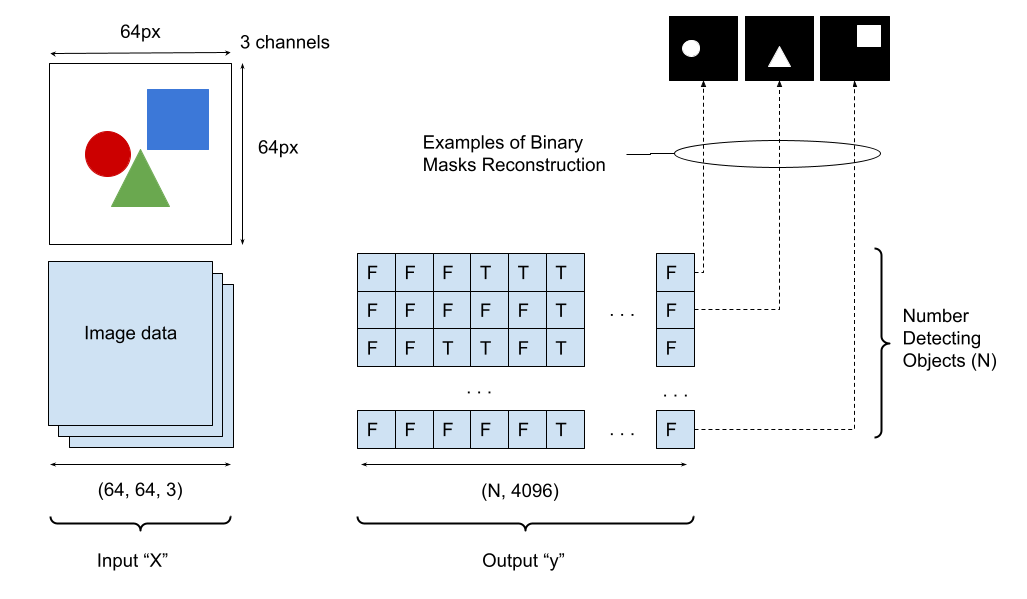 64px
3 channels
64px
Examples of Binary
Masks Reconstruction
F F F T T T F
F F F F F F . . . F
F F T T F T F
. . . . . .
F F F F F T . . . F
Image data
Number
Detecting
Objects (N)
(64, 64, 3)
(N, 4096)
Input “X”
Output “y”